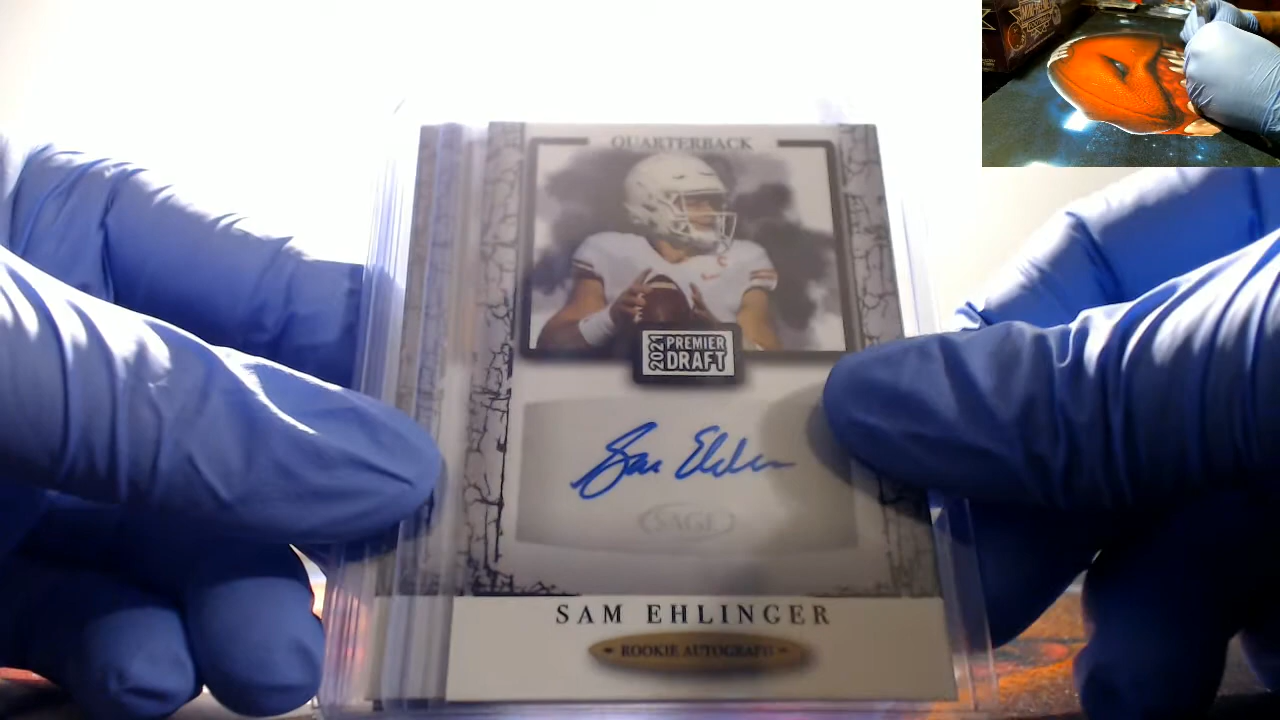 QUARTERBACK
2021 PREMIER
DRAFT
Sam Ehlinger
SAGE
SAM EHLINGER
ROOKIE AUTOGRAPH